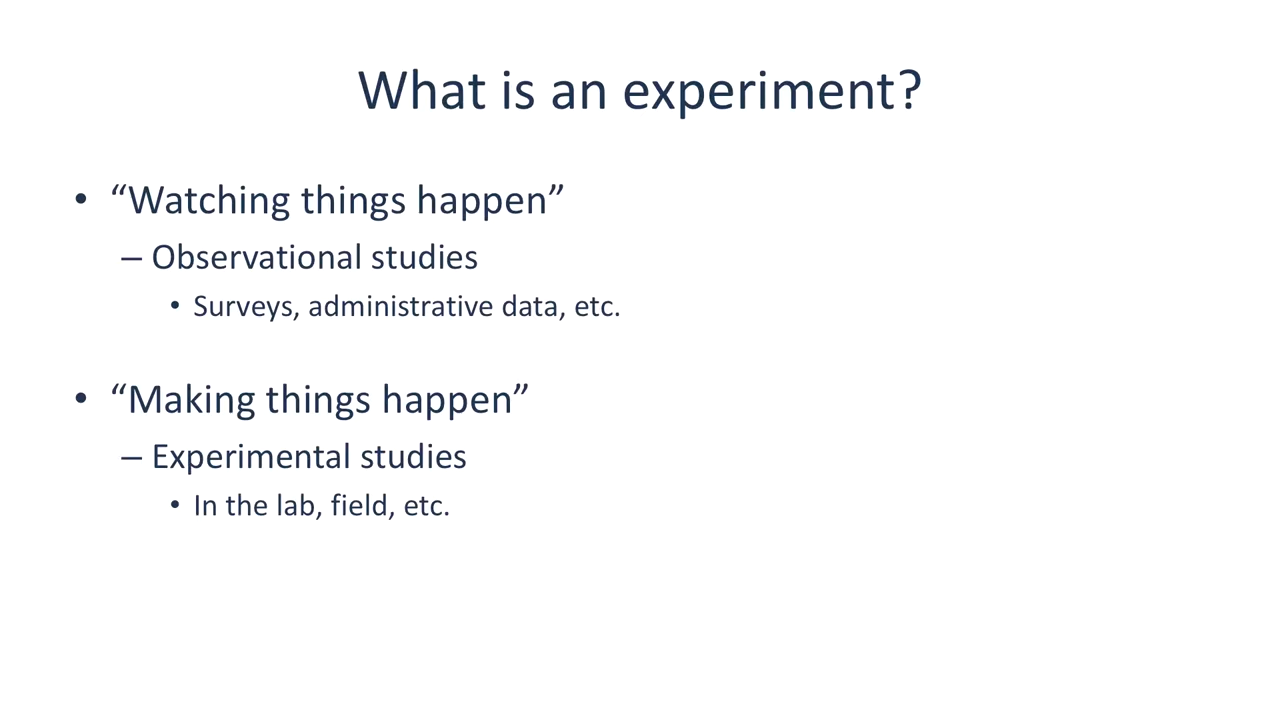 What is an experiment?
• “Watching things happen”
– Observational studies
• Surveys, administrative data, etc.
• “Making things happen”
– Experimental studies
• In the lab, field, etc.